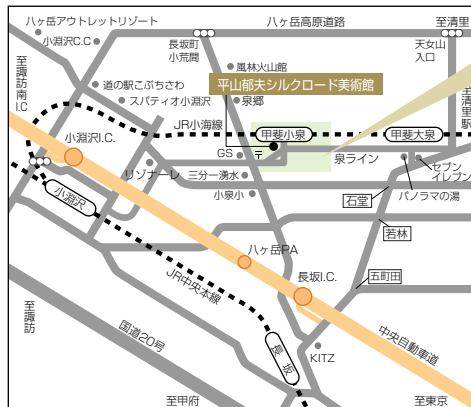 八ヶ岳アウトレットリゾート
小淵沢C.C
長坂町
小荒間
八ヶ岳高原道路
至清里
天女山
入口
至諏訪南I.C
道の駅こぶちさわ
スパティオ小淵沢
風林火山館
平山郁夫シルクロード美術館
泉郷
至清里駅
小淵沢I.C.
JR小海線
甲斐小泉
甲斐大泉
GS
〒
泉ライン
セブン
イレブン
パノラマの湯
リゾナーレ
三分一湧水
小泉小
石堂
小淵沢
若林
八ヶ岳PA
五町田
長坂I.C.
JR中央本線
至諏訪
国道20号
中央自動車道
長坂
KITZ
至甲府
至東京